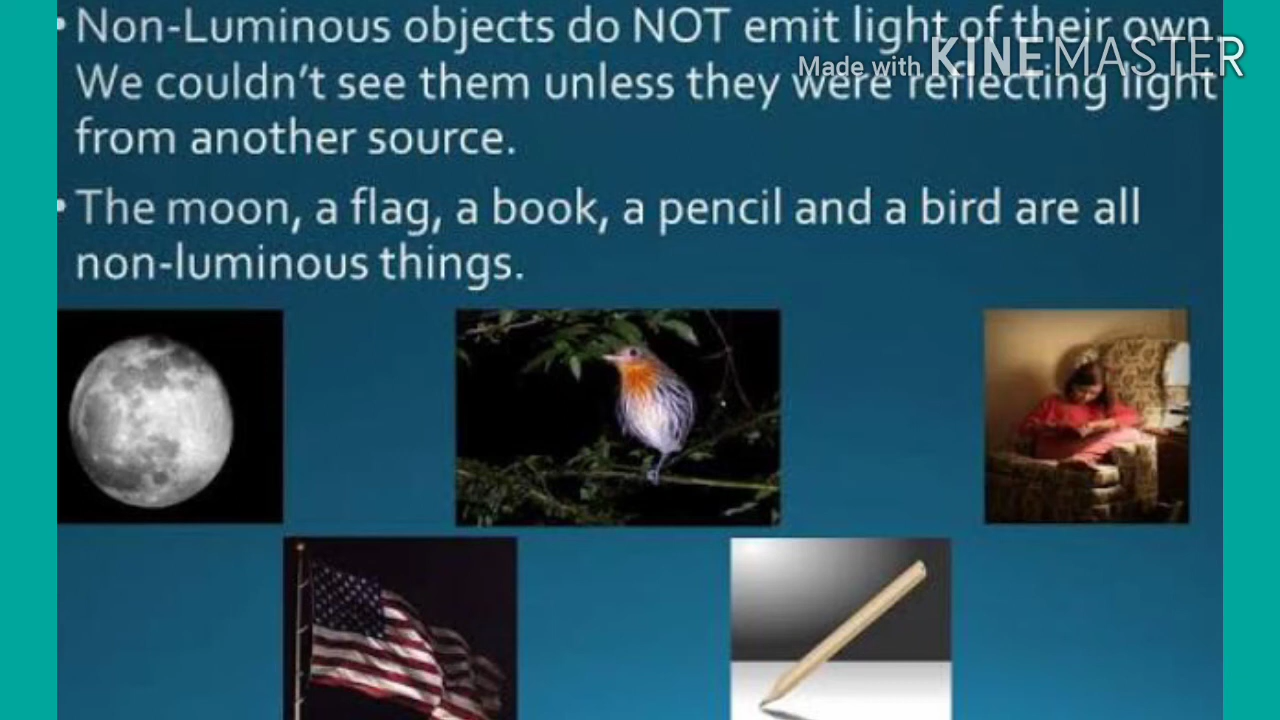 • Non-Luminous objects do NOT emit light of their own.
Made with KINEMASTER
We couldn't see them unless they were reflecting light
from another source.
• The moon, a flag, a book, a pencil and a bird are all
non-luminous things.